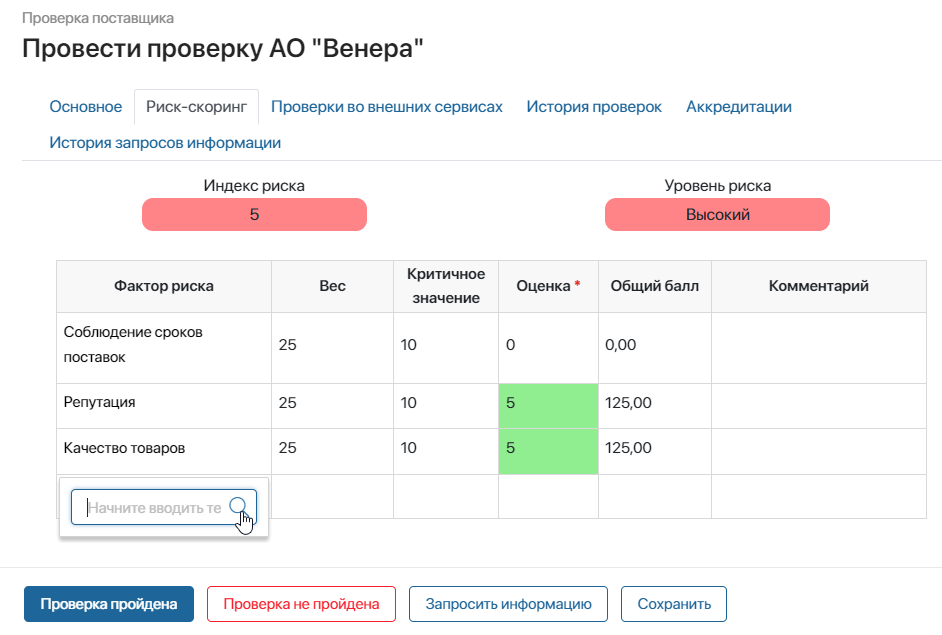 Проверка поставщика
Провести проверку АО "Венера"
Основное Риск-скоринг Проверки во внешних сервисах История проверок Аккредитации
История запросов информации
Индекс риска Уровень риска
5 Высокий
Фактор риска Вес Критичное значение Оценка * Общий балл Комментарий
Соблюдение сроков
поставок 25 10 0 0,00
Репутация 25 10 5 125,00
Качество товаров 25 10 5 125,00
Начните вводить те
Проверка пройдена Проверка не пройдена Запросить информацию Сохранить